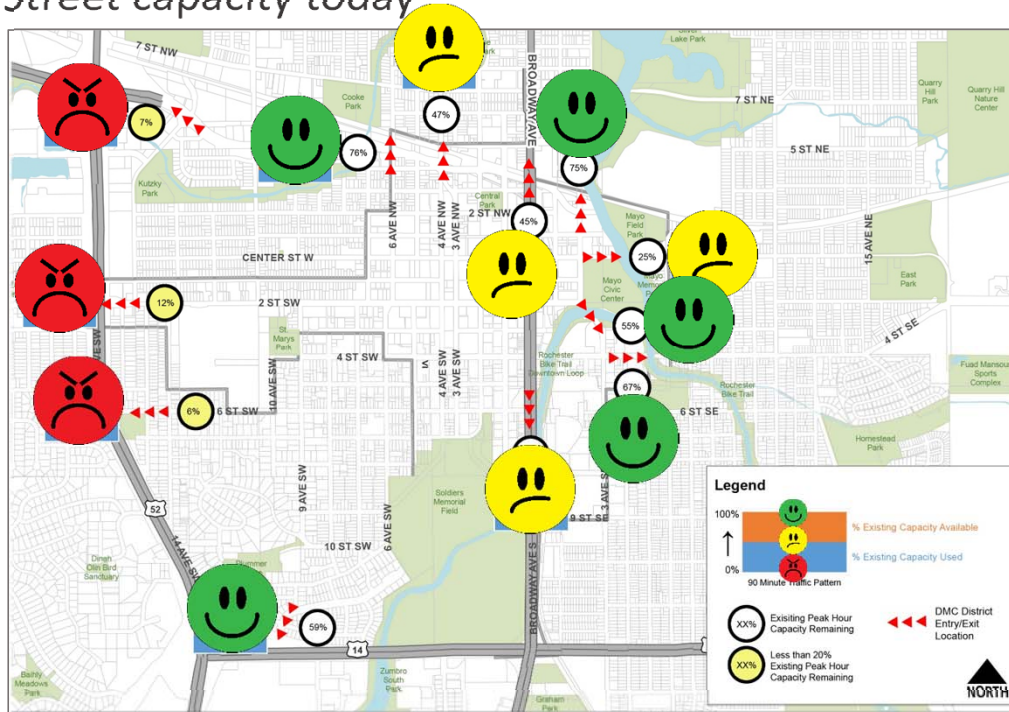 Street capacity today
7 ST NW
Cooke
Park
Lake Park
7 ST NE
Quarry
Hill
Park
Quarry Hill
Nature
Center
BROADWAY AVE
5 ST NE
7%
76%
47%
75%
Kutzky
Park
Central
Park
2 ST NW
45%
6 AVE NW
4 AVE NW
3 AVE NW
Mayo
Field
Park
15 AVE NE
CENTER ST W
25%
East
Park
Mayo
Civic
Center
12%
2 ST SW
55%
St.
Marys
Park
4 ST SW
4 ST SE
Rochester
Bike Trail
Downtown Loop
Fuad Mansour
Sports
Complex
10 AVE SW
4 AVE SW
3 AVE SW
67%
Rochester
Bike Trail
6%
6 ST SW
6 ST SE
Homestead
Park
9 AVE SW
6 AVE SW
Soldiers
Memorial
Field
9 ST SE
52
10 ST SW
Olin Bird
Sanctuary
14 AVE SW
59%
BROADWAY AVE S
14
Meadows
Park
Zumbro
South
Park
Graham
Park
Legend
100%
0%
% Existing Capacity Available
% Existing Capacity Used
90 Minute Traffic Pattern
XX%
Exisiting Peak Hour
Capacity Remaining
DMC District
Entry/Exit
Location
XX%
Less than 20%
Existing Peak Hour
Capacity Remaining
NORTH